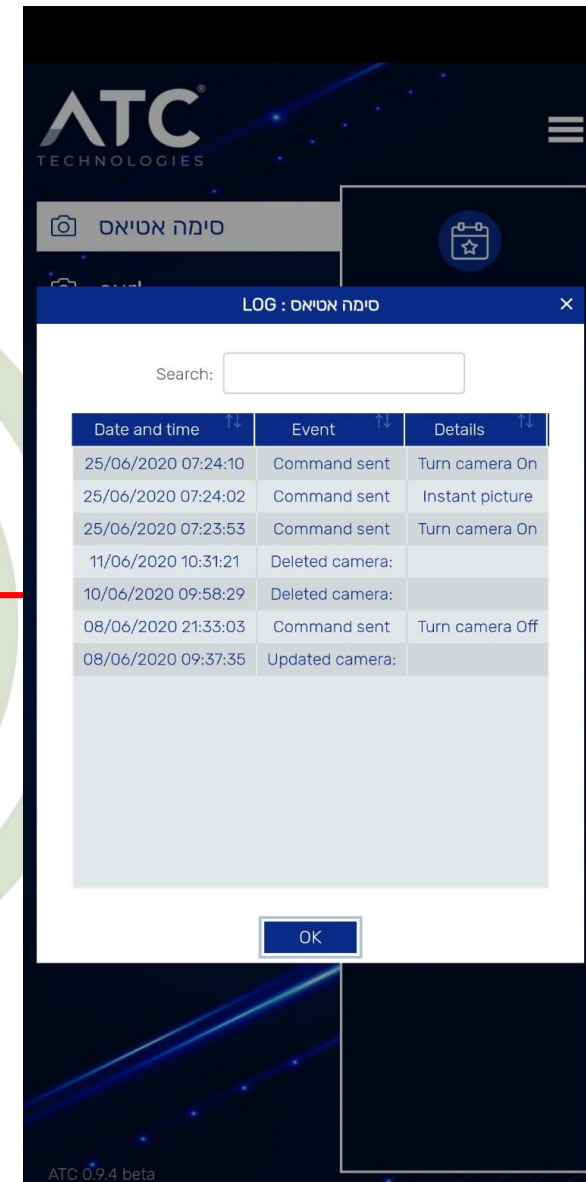 ATC®
TECHNOLOGIES
סימה אטיאס
LOG : סימה אטיאס ×
Search:
Date and time Event Details
25/06/2020 07:24:10 Command sent Turn camera On
25/06/2020 07:24:02 Command sent Instant picture
25/06/2020 07:23:53 Command sent Turn camera On
11/06/2020 10:31:21 Deleted camera:
10/06/2020 09:58:29 Deleted camera:
08/06/2020 21:33:03 Command sent Turn camera Off
08/06/2020 09:37:35 Updated camera:
OK
ATC 0.9.4 beta